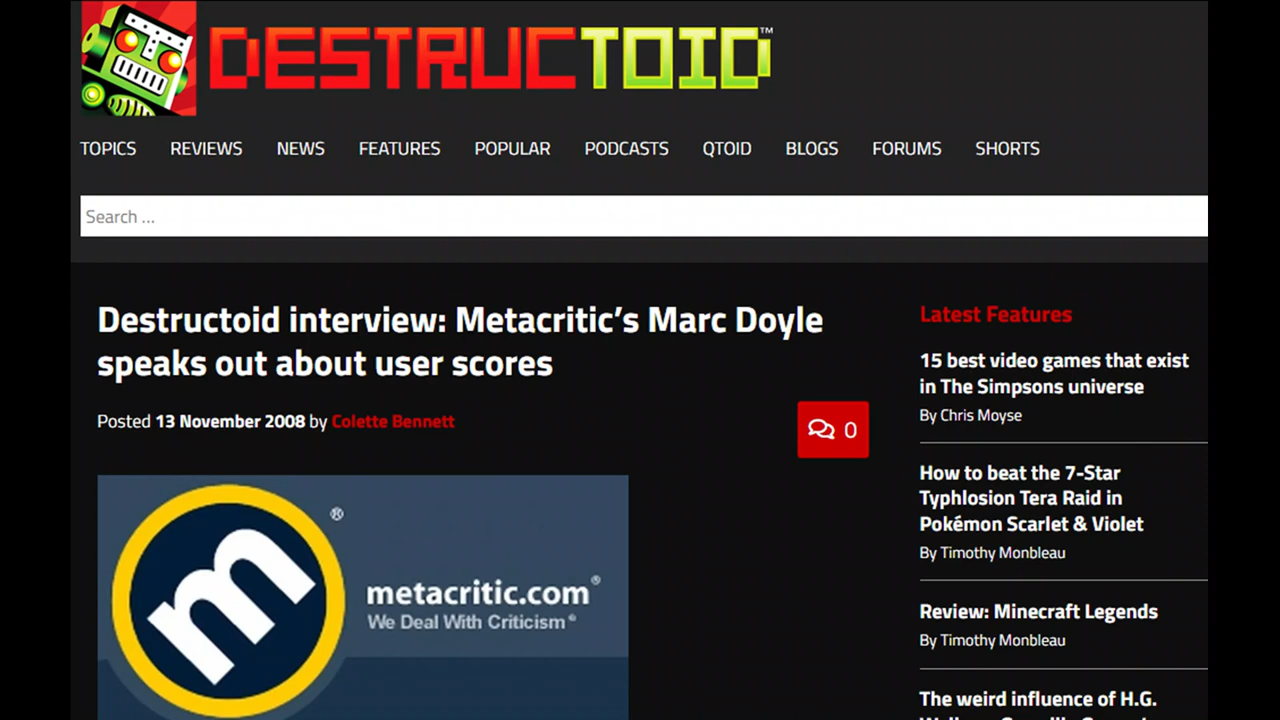 DESTRUCTOID™
TOPICS REVIEWS NEWS FEATURES POPULAR PODCASTS QTOID BLOGS FORUMS SHORTS
Search ...
Destructoid interview: Metacritic’s Marc Doyle
speaks out about user scores
Posted 13 November 2008 by Colette Bennett
0
m®
metacritic.com®
We Deal With Criticism®
Latest Features
15 best video games that exist
in The Simpsons universe
By Chris Moyse
How to beat the 7-Star
Typhlosion Tera Raid in
Pokémon Scarlet & Violet
By Timothy Monbleau
Review: Minecraft Legends
By Timothy Monbleau
The weird influence of H.G.